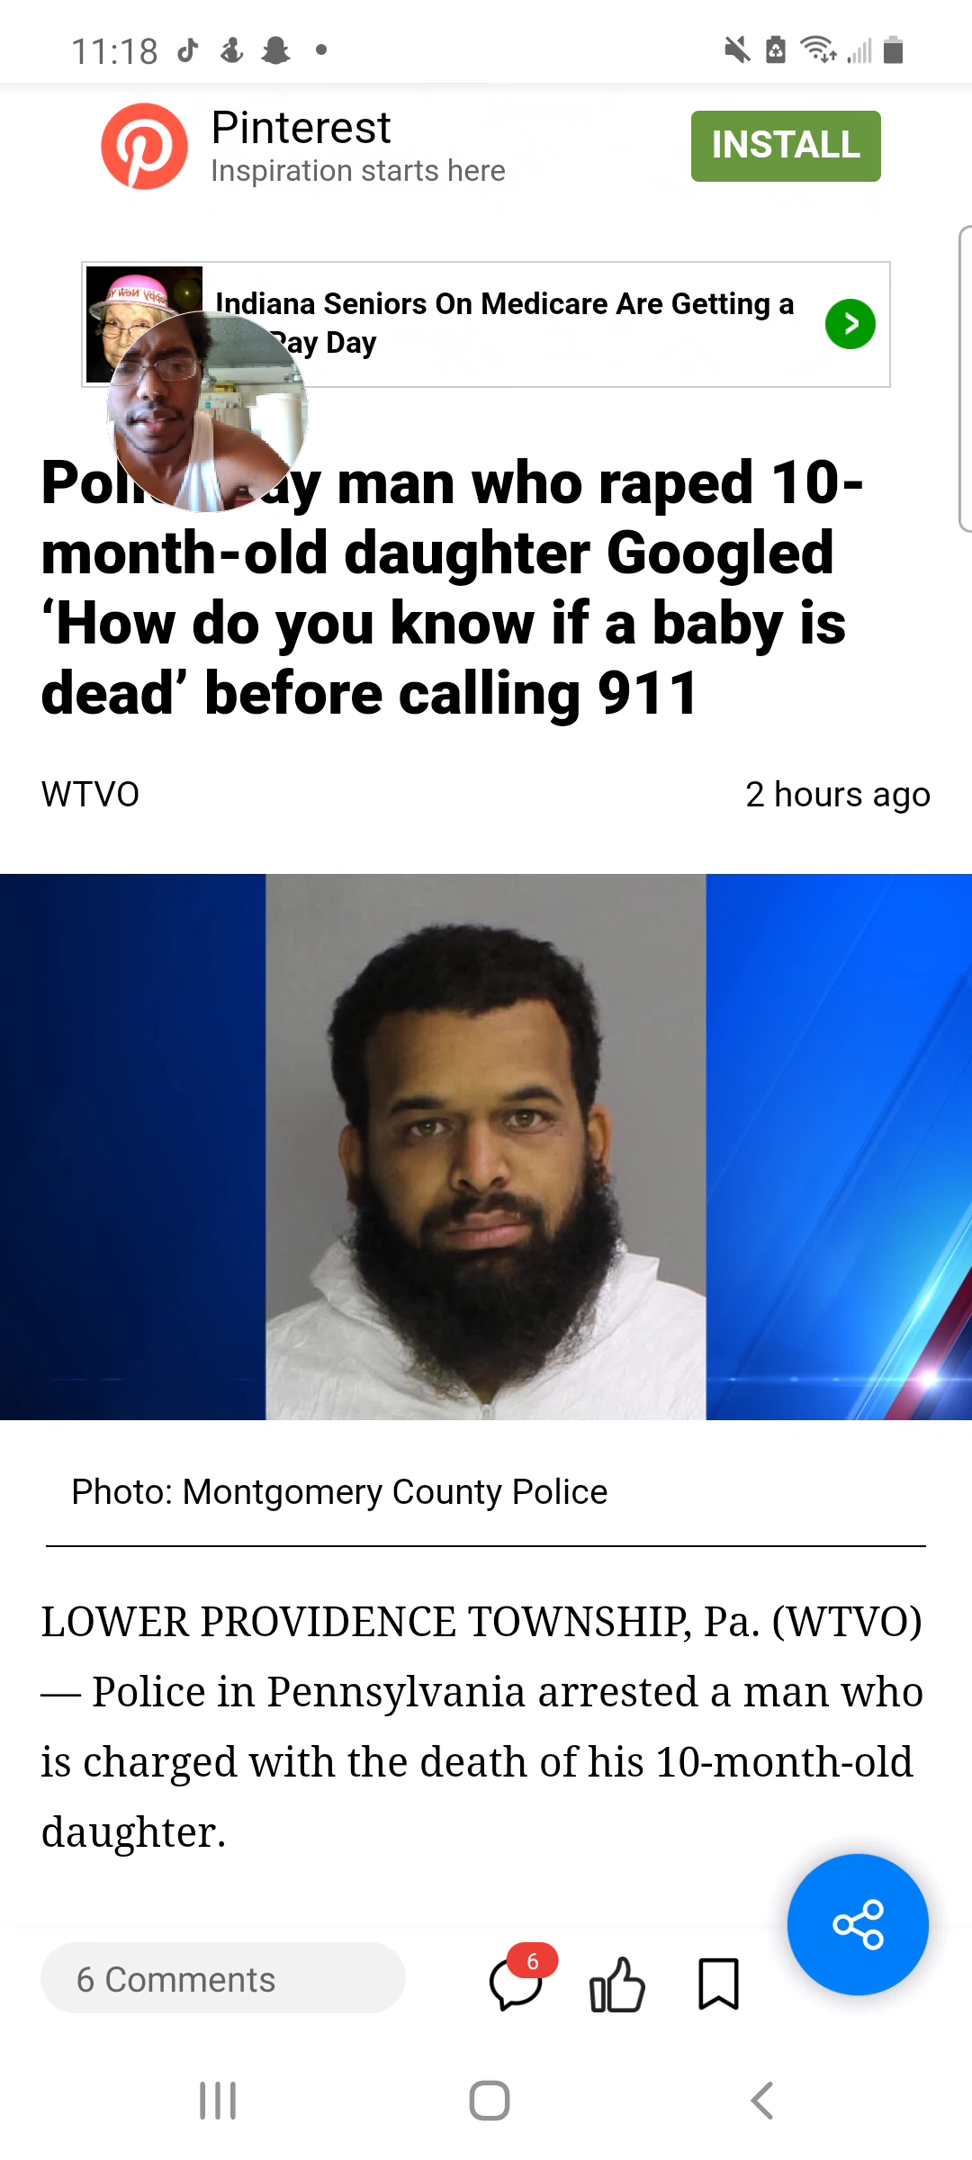 11:18
Pinterest
Inspiration starts here
INSTALL
Indiana Seniors On Medicare Are Getting a
Pay Day
man who raped 10-
month-old daughter Googled
‘How do you know if a baby is
dead’ before calling 911
WTVO
2 hours ago
Photo: Montgomery County Police
LOWER PROVIDENCE TOWNSHIP, Pa. (WTVO)
— Police in Pennsylvania arrested a man who
is charged with the death of his 10-month-old
daughter.
6 Comments
6